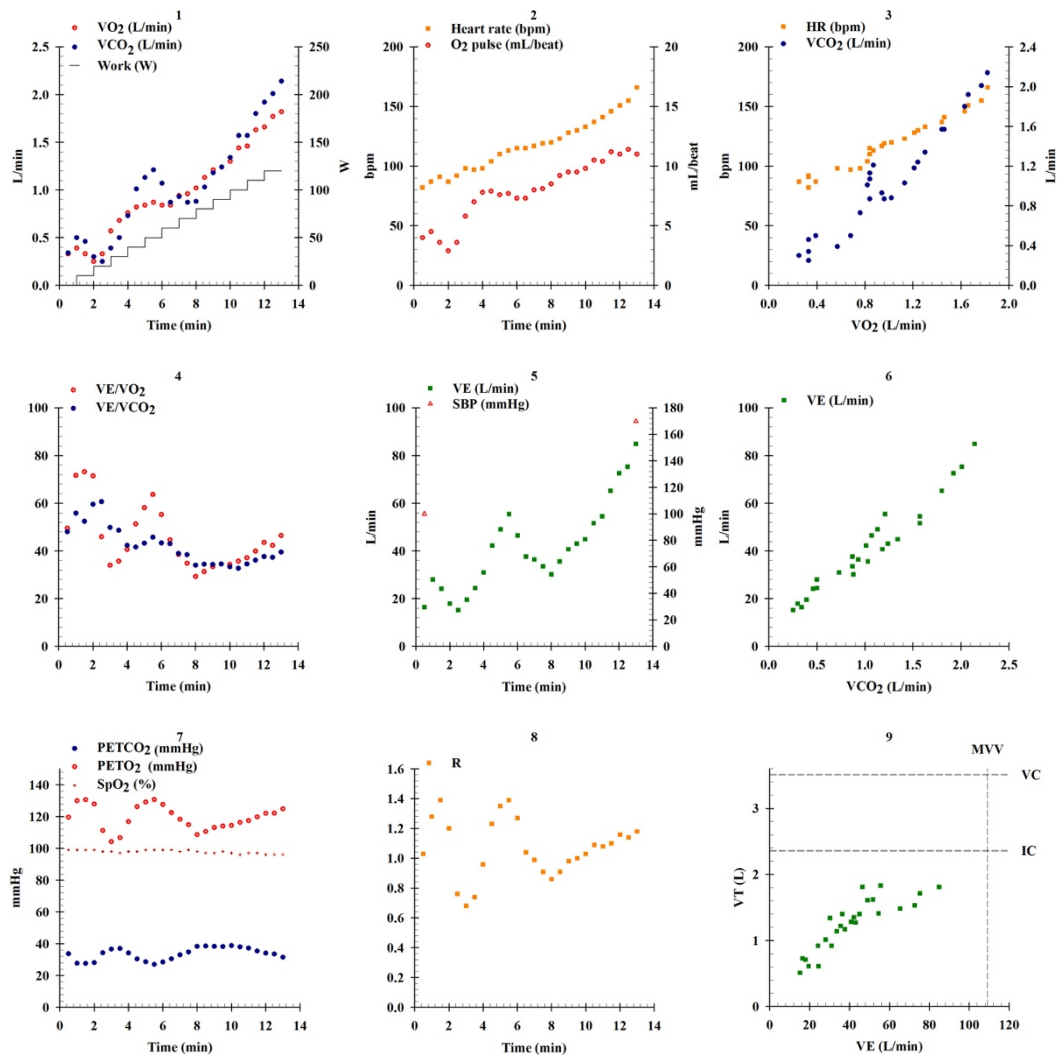 1
VO2 (L/min)
VCO2 (L/min)
Work (W)
2.5
2.0
1.5
1.0
0.5
0.0
L/min
250
200
150
100
50
0
W
0 2 4 6 8 10 12 14
Time (min)
2
Heart rate (bpm)
O2 pulse (mL/beat)
200
150
100
50
0
bpm
20
15
10
5
0
mL/beat
0 2 4 6 8 10 12 14
Time (min)
3
HR (bpm)
VCO2 (L/min)
200
150
100
50
0
bpm
2.4
2.0
1.6
1.2
0.8
0.4
0.0
L/min
0.0 0.4 0.8 1.2 1.6 2.0
VO2 (L/min)
4
VE/VO2
VE/VCO2
100
80
60
40
20
0
0 2 4 6 8 10 12 14
Time (min)
5
VE (L/min)
SBP (mmHg)
100
80
60
40
20
0
L/min
180
160
140
120
100
80
60
40
20
0
mmHg
0 2 4 6 8 10 12 14
Time (min)
6
VE (L/min)
100
80
60
40
20
0
L/min
0.0 0.5 1.0 1.5 2.0 2.5
VCO2 (L/min)
7
PETCO2 (mmHg)
PETO2 (mmHg)
SpO2 (%)
140
120
100
80
60
40
20
0
mmHg
0 2 4 6 8 10 12 14
Time (min)
8
R
1.6
1.4
1.2
1.0
0.8
0.6
0.4
0.2
0.0
0 2 4 6 8 10 12 14
Time (min)
9
MVV
VC
IC
3
2
1
0
VT (L)
0 20 40 60 80 100 120
VE (L/min)